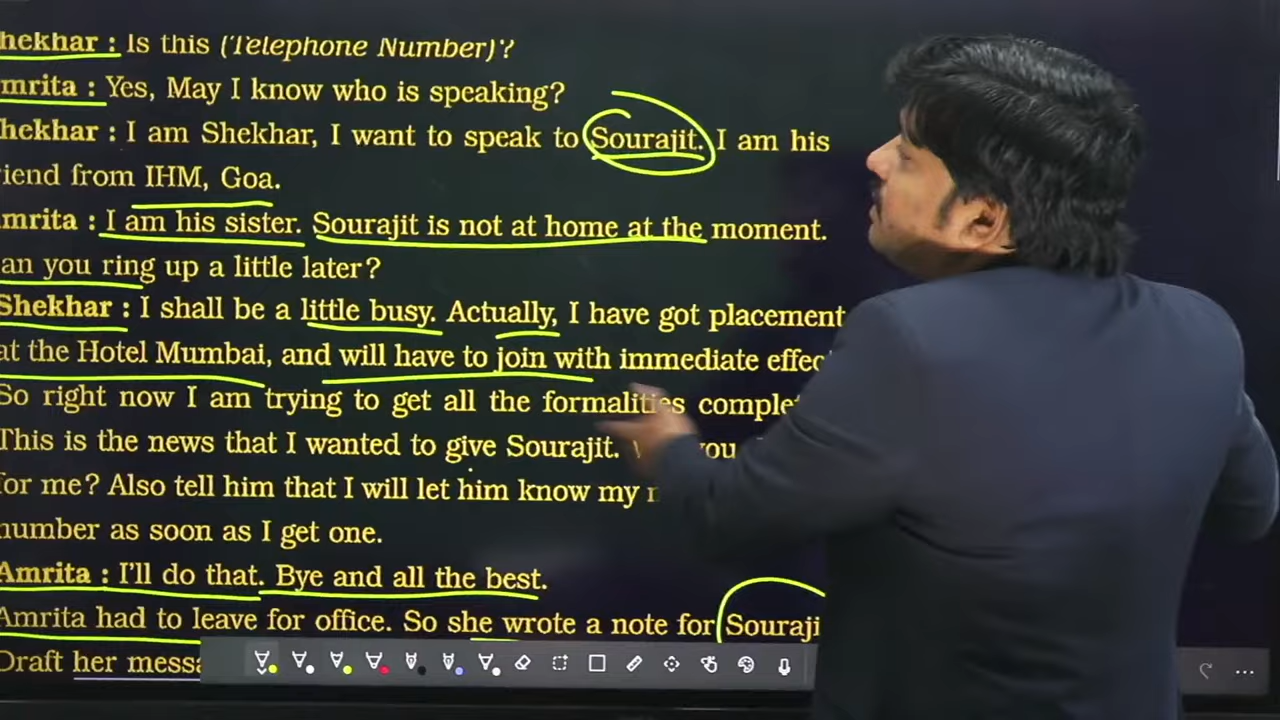 hekhar : Is this (Telephone Number)?
mrita : Yes, May I know who is speaking?
hekhar : I am Shekhar, I want to speak to Sourajit. I am his
iend from IHM, Goa.
mrita : I am his sister. Sourajit is not at home at the moment.
an you ring up a little later?
Shekhar : I shall be a little busy. Actually, I have got placement
at the Hotel Mumbai, and will have to join with immediate effec
So right now I am trying to get all the formalities comple
This is the news that I wanted to give Sourajit. you
for me? Also tell him that I will let him know my
number as soon as I get one.
Amrita : I'll do that. Bye and all the best.
Amrita had to leave for office. So she wrote a note for Souraji
Draft her messa